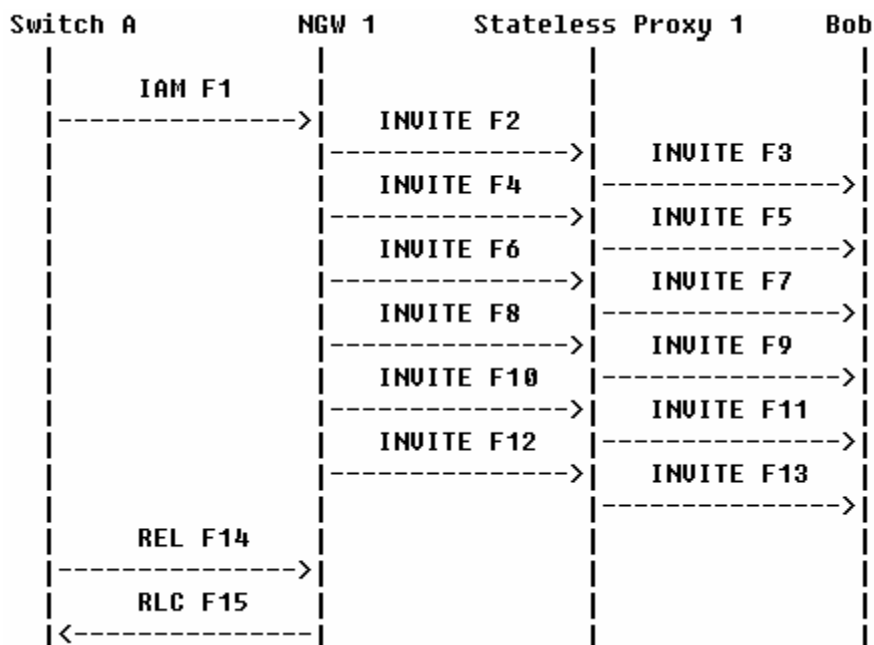 Switch A NGW 1 Stateless Proxy 1 Bob
IAM F1
INVITE F2
INVITE F3
INVITE F4
INVITE F5
INVITE F6
INVITE F7
INVITE F8
INVITE F9
INVITE F10
INVITE F11
INVITE F12
INVITE F13
REL F14
RLC F15